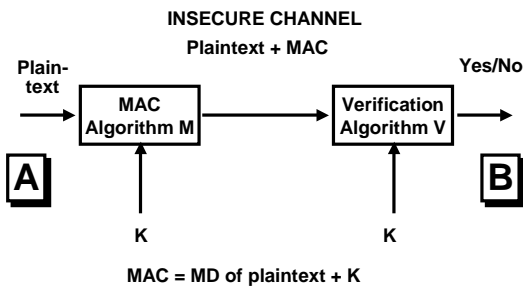 INSECURE CHANNEL
Plaintext + MAC
Plain-
text
Yes/No
MAC
Algorithm M
Verification
Algorithm V
A
B
K
K
MAC = MD of plaintext + K